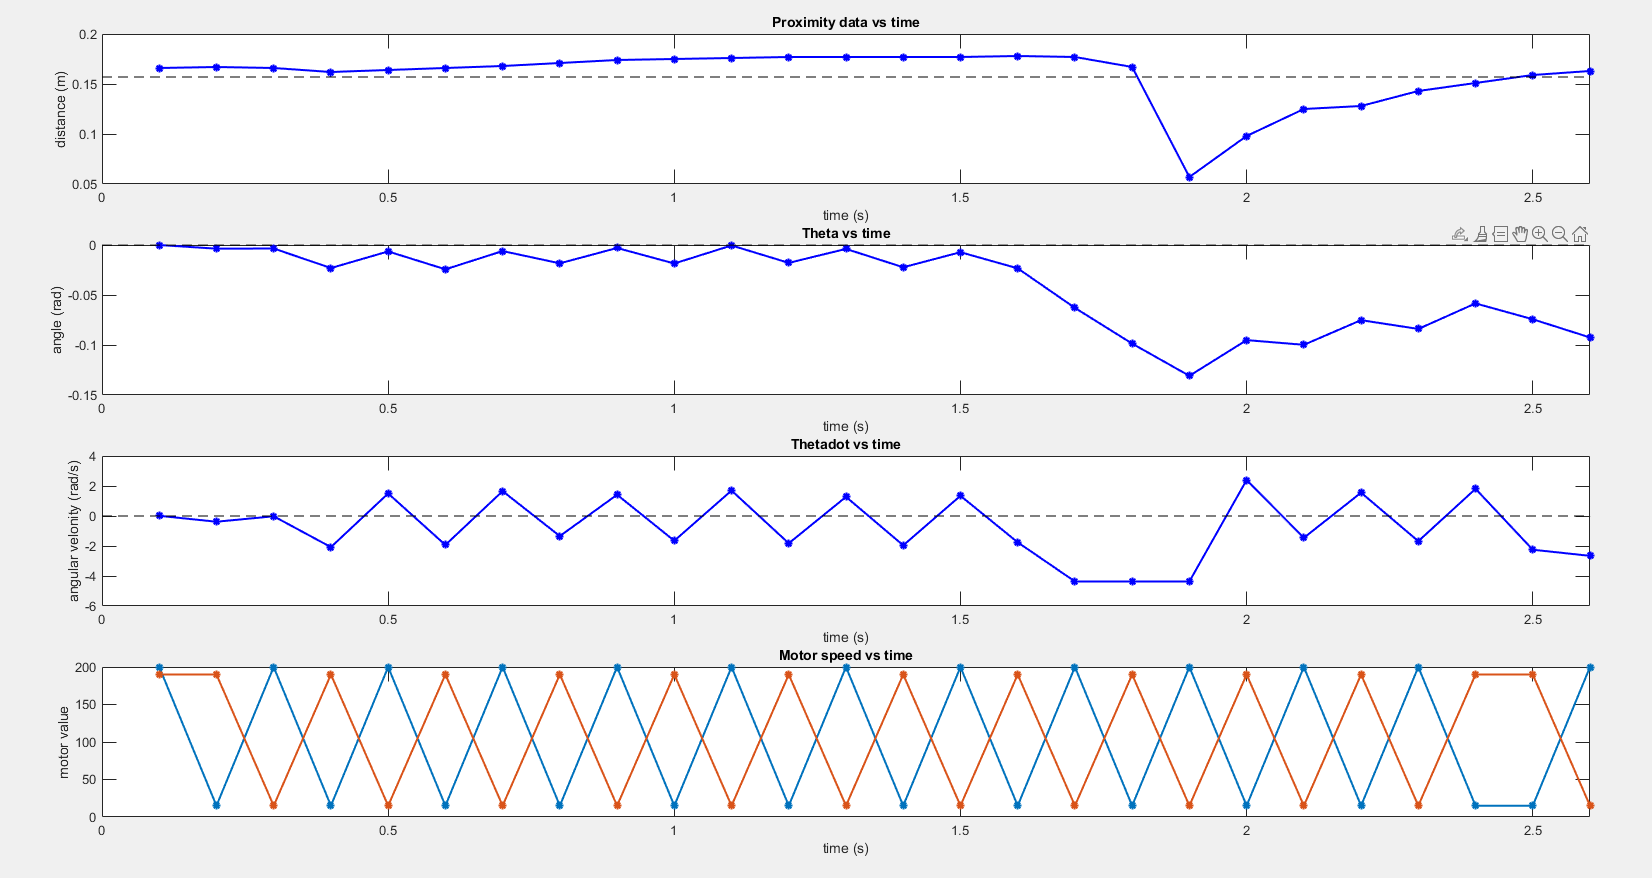 Proximity data vs time
distance (m)
0.2
0.15
0.1
0.05
0 0.5 1 1.5 2 2.5
time (s)
Theta vs time
angle (rad)
0
-0.05
-0.1
-0.15
0 0.5 1 1.5 2 2.5
time (s)
Thetadot vs time
angular velonity (rad/s)
4
2
0
-2
-4
-6
0 0.5 1 1.5 2 2.5
time (s)
Motor speed vs time
motor value
200
150
100
50
0
0 0.5 1 1.5 2 2.5
time (s)